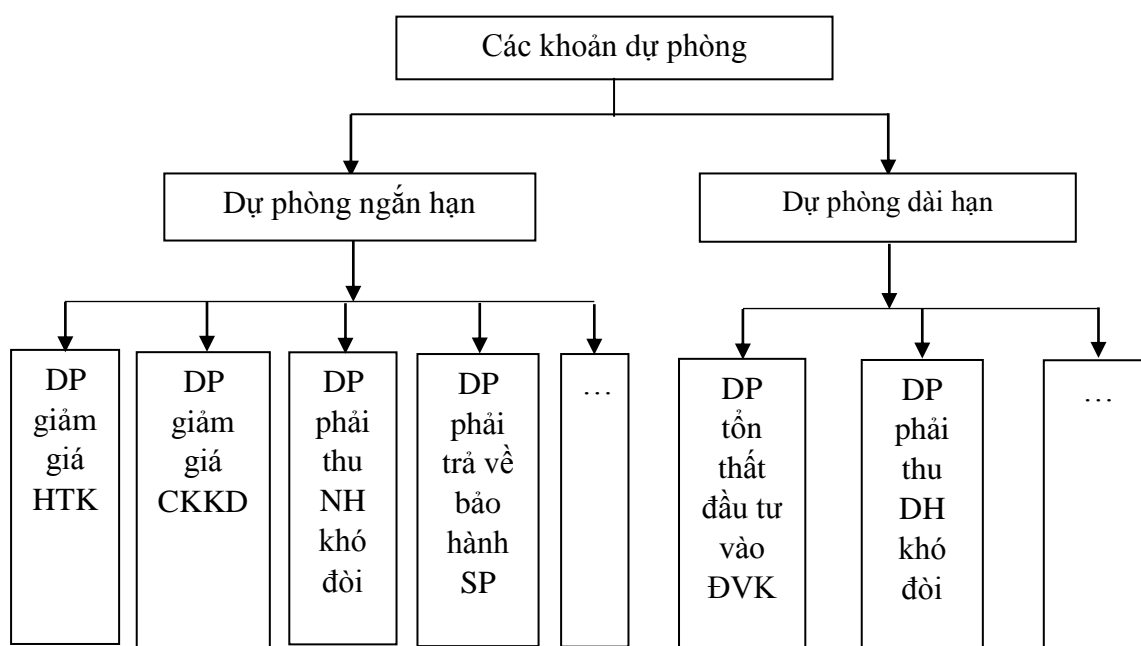 Các khoản dự phòng
Dự phòng ngắn hạn
Dự phòng dài hạn
DP
giảm
giá
HTK
DP
giảm
giá
CKKD
DP
phải
thu
NH
khó
đòi
DP
phải
trả về
bảo
hành
SP
…
DP
tổn
thất
đầu tư
vào
ĐVK
DP
phải
thu
DH
khó
đòi
…